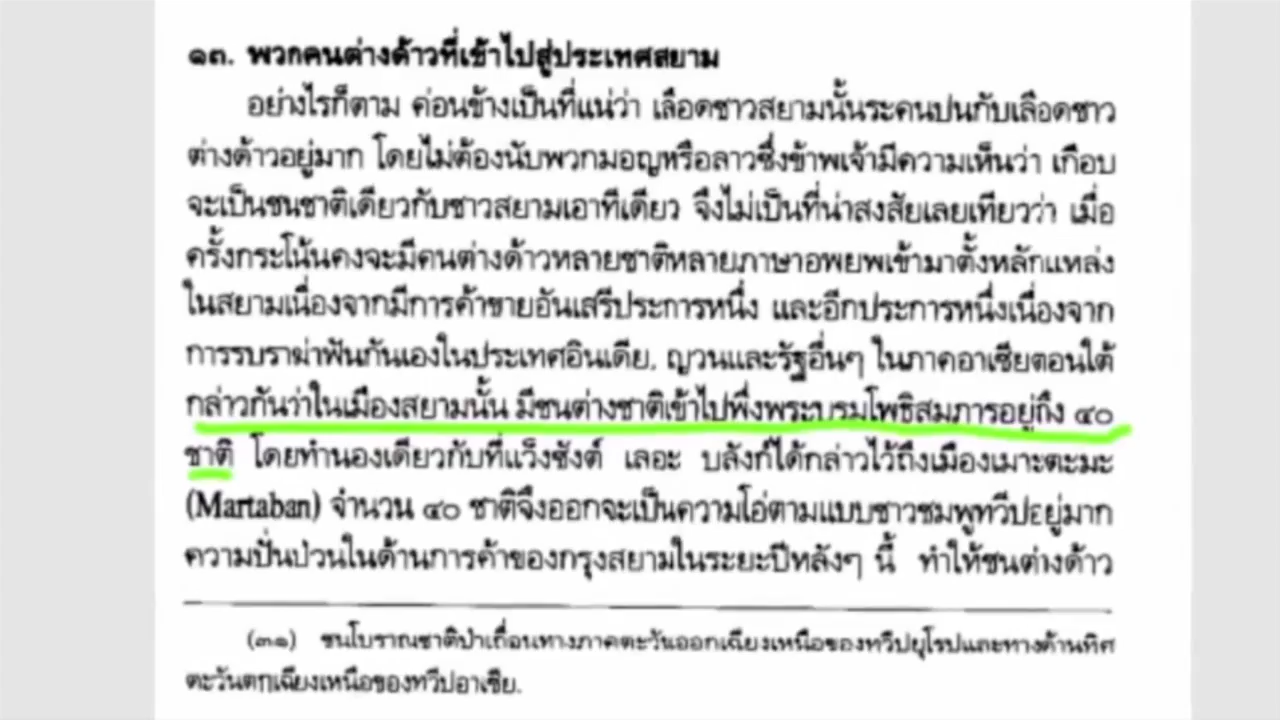 ๑๓. พวกคนต่างด้าวที่เข้าไปสู่ประเทศสยาม
อย่างไรก็ตาม ค่อนข้างเป็นที่แน่ว่า เลือดชาวสยามนั้นระคนปนกับเลือดชาว
ต่างด้าวอยู่มาก โดยไม่ต้องนับพวกมอญหรือลาวซึ่งข้าพเจ้ามีความเห็นว่า เกือบ
จะเป็นชนชาติเดียวกับชาวสยามเอาทีเดียว จึงไม่เป็นที่น่าสงสัยเลยเทียวว่า เมื่อ
ครั้งกระโน้นคงจะมีคนต่างด้าวหลายชาติหลายภาษาอพยพเข้ามาตั้งหลักแหล่ง
ในสยามเนื่องจากมีการค้าขายอันเสรีประการหนึ่ง และอีกประการหนึ่งเนื่องจาก
การรบราฆ่าฟันกันเองในประเทศอินเดีย, ญวนและรัฐอื่นๆ ในภาคอาเซียตอนใต้
กล่าวกันว่าในเมืองสยามนั้น มีชนต่างชาติเข้าไปพึ่งพระบรมโพธิสมภารอยู่ถึง ๔๐
ชาติ โดยทำนองเดียวกับที่แว็งซังต์ เลอะ บลังก์ได้กล่าวไว้ถึงเมืองเมาะตะมะ
(Martaban) จำนวน ๔๐ ชาติจึงออกจะเป็นความโอ่ตามแบบชาวชมพูทวีปอยู่มาก
ความปั่นป่วนในด้านการค้าของกรุงสยามในระยะปีหลังๆ นี้ ทำให้ชนต่างด้าว
(๓๑) ชนโบราณชาติป่าเถื่อนทางภาคตะวันออกเฉียงเหนือของทวีปยุโรปและทางด้านทิศ
ตะวันตกเฉียงเหนือของทวีปอาเซีย.